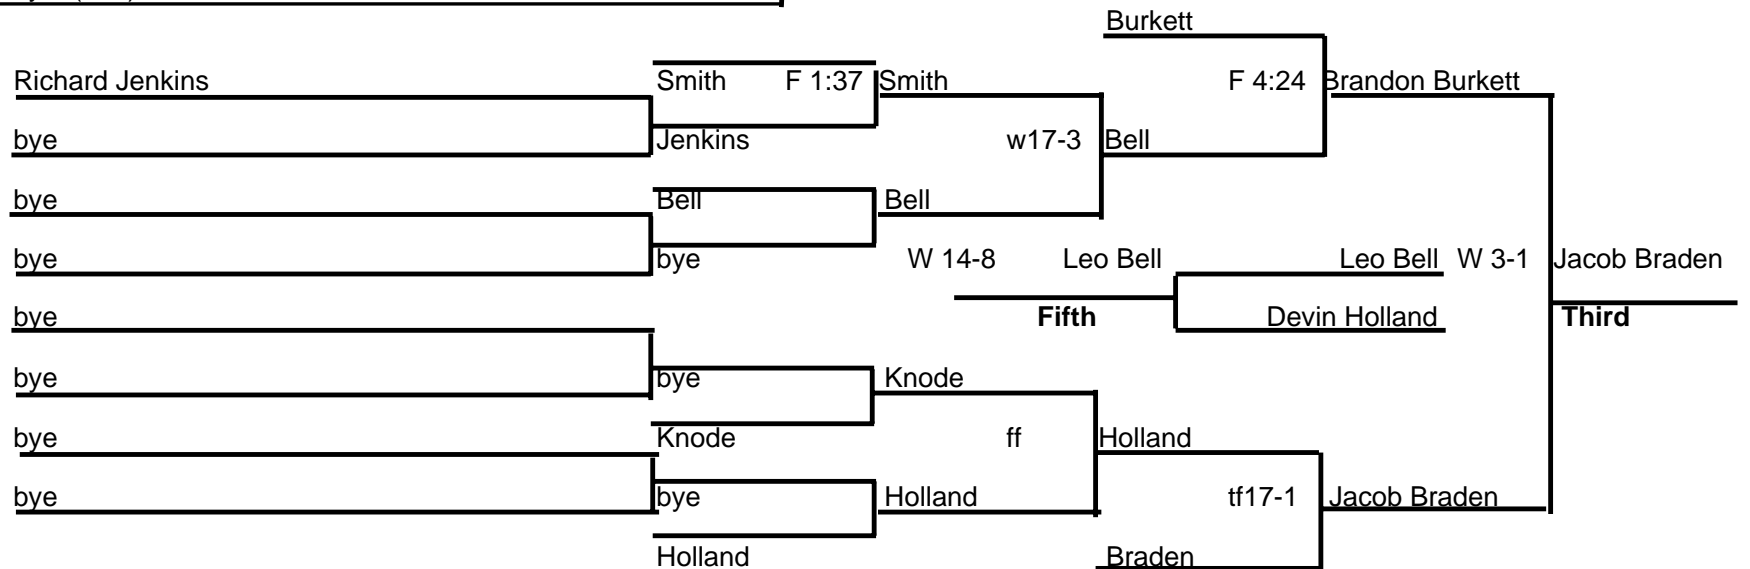 Burkett
Richard Jenkins Smith F 1:37 Smith F 4:24 Brandon Burkett
bye Jenkins w17-3 Bell
bye Bell Bell
bye bye W 14-8 Leo Bell Leo Bell W 3-1 Jacob Braden
bye Fifth Devin Holland Third
bye bye Knode
bye Knode ff Holland
bye bye Holland tf17-1 Jacob Braden
Holland Braden